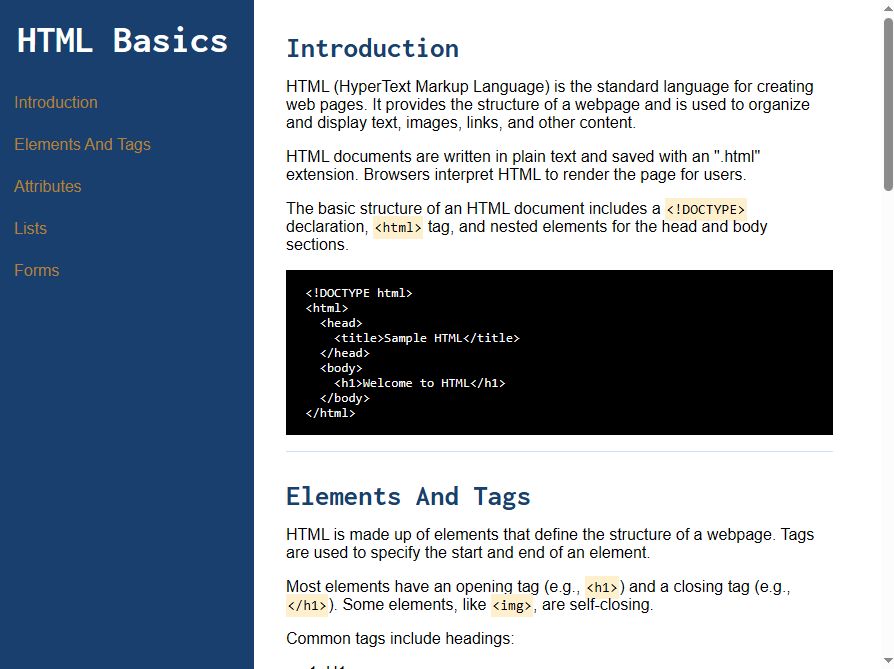 HTML Basics
Introduction
Elements And Tags
Attributes
Lists
Forms
Introduction
HTML (HyperText Markup Language) is the standard language for creating
web pages. It provides the structure of a webpage and is used to organize
and display text, images, links, and other content.
HTML documents are written in plain text and saved with an ".html"
extension. Browsers interpret HTML to render the page for users.
The basic structure of an HTML document includes a <!DOCTYPE>
declaration, <html> tag, and nested elements for the head and body
sections.
<!DOCTYPE html>
<html>
  <head>
    <title>Sample HTML</title>
  </head>
  <body>
    <h1>Welcome to HTML</h1>
  </body>
</html>
Elements And Tags
HTML is made up of elements that define the structure of a webpage. Tags
are used to specify the start and end of an element.
Most elements have an opening tag (e.g., <h1>) and a closing tag (e.g.,
</h1>). Some elements, like <img>, are self-closing.
Common tags include headings: